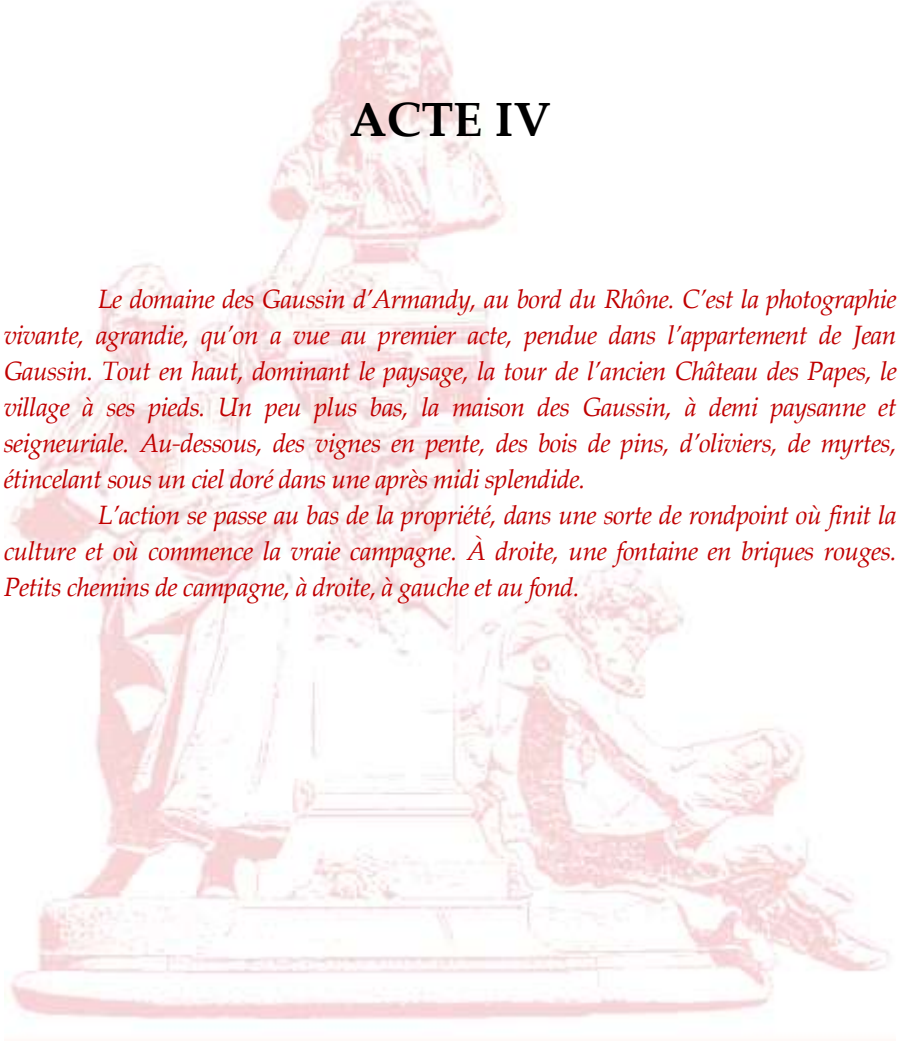 ACTE IV
Le domaine des Gaussin d’Armandy, au bord du Rhône. C’est la photographie
vivante, agrandie, qu’on a vue au premier acte, pendue dans l’appartement de Jean
Gaussin. Tout en haut, dominant le paysage, la tour de l’ancien Château des Papes, le
village à ses pieds. Un peu plus bas, la maison des Gaussin, à demi paysanne et
seigneuriale. Au-dessous, des vignes en pente, des bois de pins, d’oliviers, de myrtes,
étincelant sous un ciel doré dans une après midi splendide.
L’action se passe au bas de la propriété, dans une sorte de rondpoint où finit la
culture et où commence la vraie campagne. À droite, une fontaine en briques rouges.
Petits chemins de campagne, à droite, à gauche et au fond.